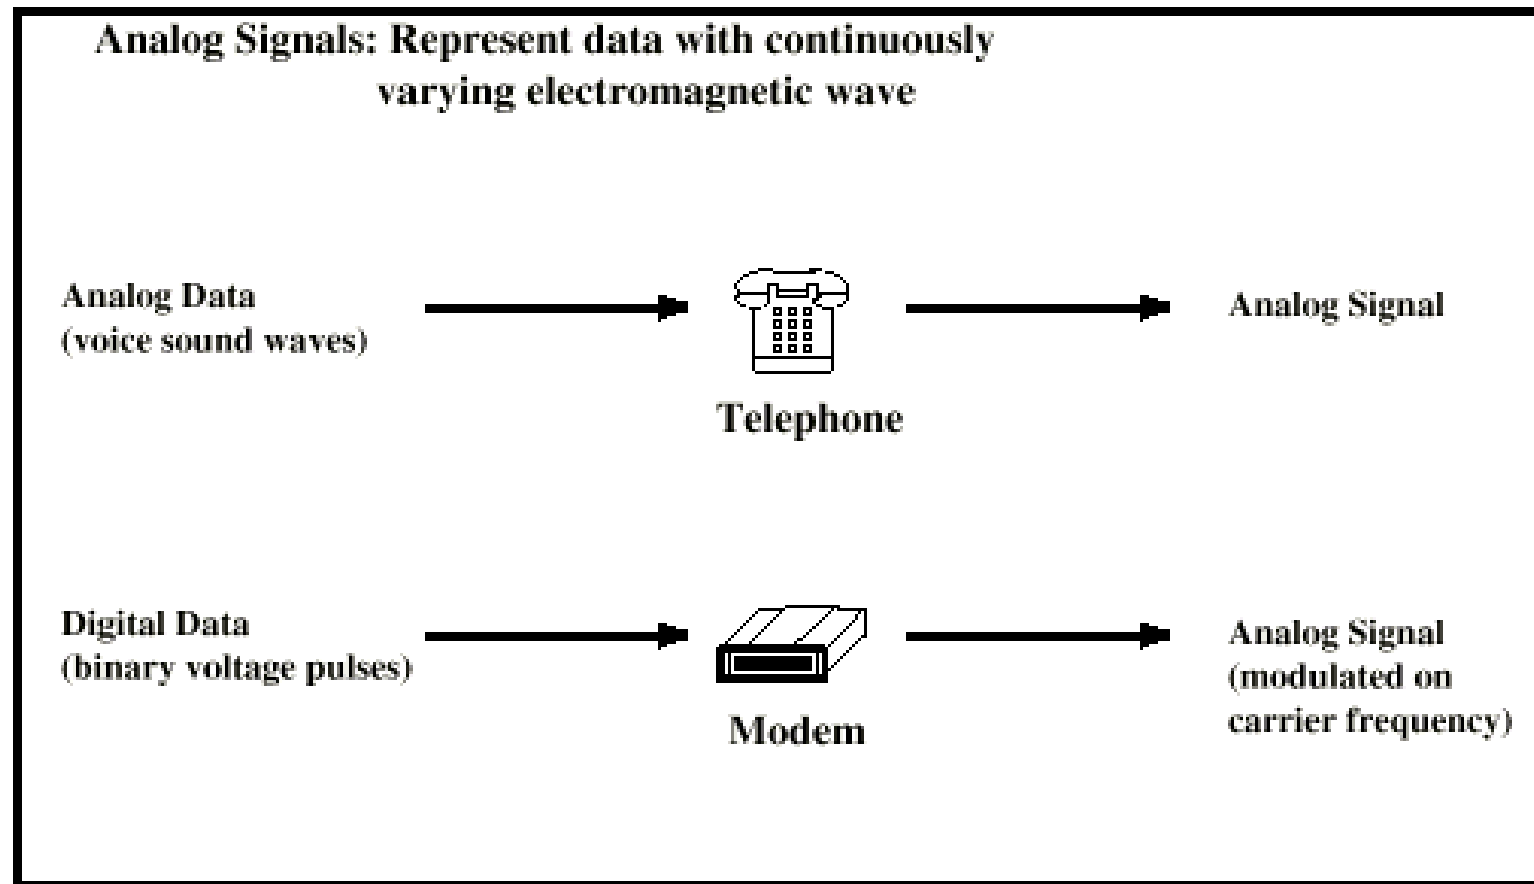 Analog Signals: Represent data with continuously
varying electromagnetic wave
Analog Data
(voice sound waves)
Telephone
Analog Signal
Digital Data
(binary voltage pulses)
Modem
Analog Signal
(modulated on
carrier frequency)